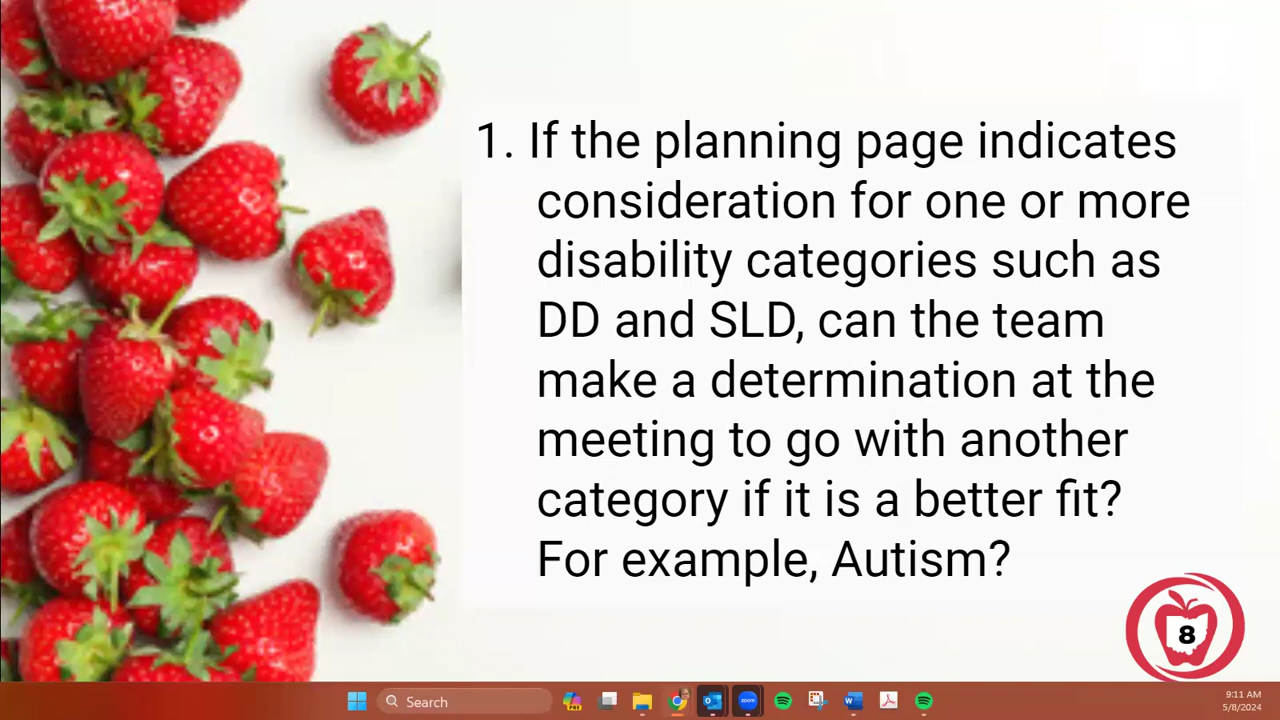 1. If the planning page indicates
consideration for one or more
disability categories such as
DD and SLD, can the team
make a determination at the
meeting to go with another
category if it is a better fit?
For example, Autism?
8
Search
PRE
zoom
9:11 AM
5/8/2024